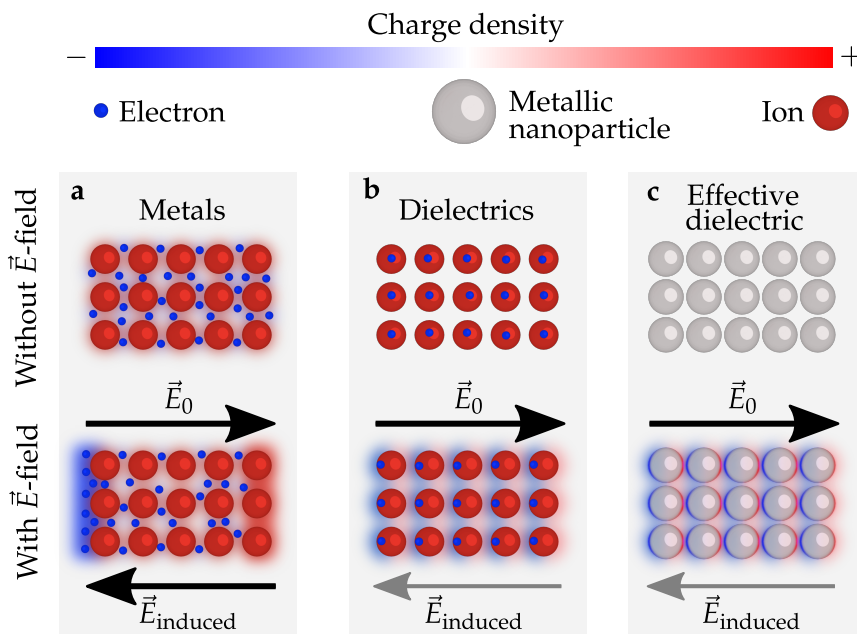 Charge density
− +
Electron
Metallic
nanoparticle
Ion
a
Metals
b
Dielectrics
c
Effective
dielectric
Without E⃗-field
E⃗₀
E⃗₀
E⃗₀
With E⃗-field
E⃗induced
E⃗induced
E⃗induced